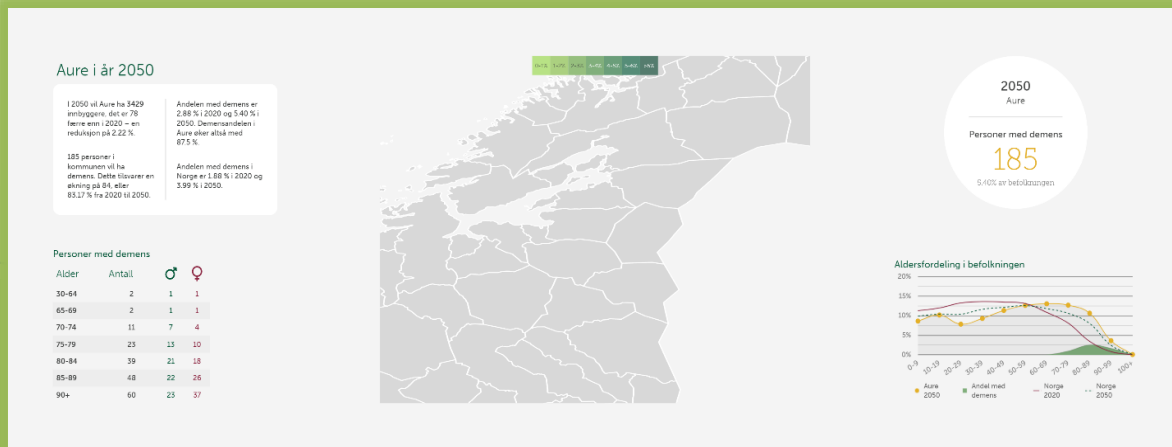 Aure i år 2050
I 2050 vil Aure ha 3429
innbyggere, det er 78
færre enn i 2020 – en
reduksjon på 2.22 %.
185 personer i
kommunen vil ha
demens. Dette tilsvarer en
økning på 84, eller
83.17 % fra 2020 til 2050.
Andelen med demens er
2.88 % i 2020 og 5.40 % i
2050. Demensandelen i
Aure øker altså med
87.5 %.
Andelen med demens i
Norge er 1.88 % i 2020 og
3.99 % i 2050.
Personer med demens
Alder Antall ♂ ♀
30-64 2 1 1
65-69 2 1 1
70-74 11 7 4
75-79 23 13 10
80-84 39 21 18
85-89 48 22 26
90+ 60 23 37
2050
Aure
Personer med demens
185
5.40% av befolkningen
Aldersfordeling i befolkningen
20%
15%
10%
5%
0%
0-9 10-19 20-29 30-39 40-49 50-59 60-69 70-79 80-89 90-99 100+
Aure 2050
Andel med demens
Norge 2020
Norge 2050